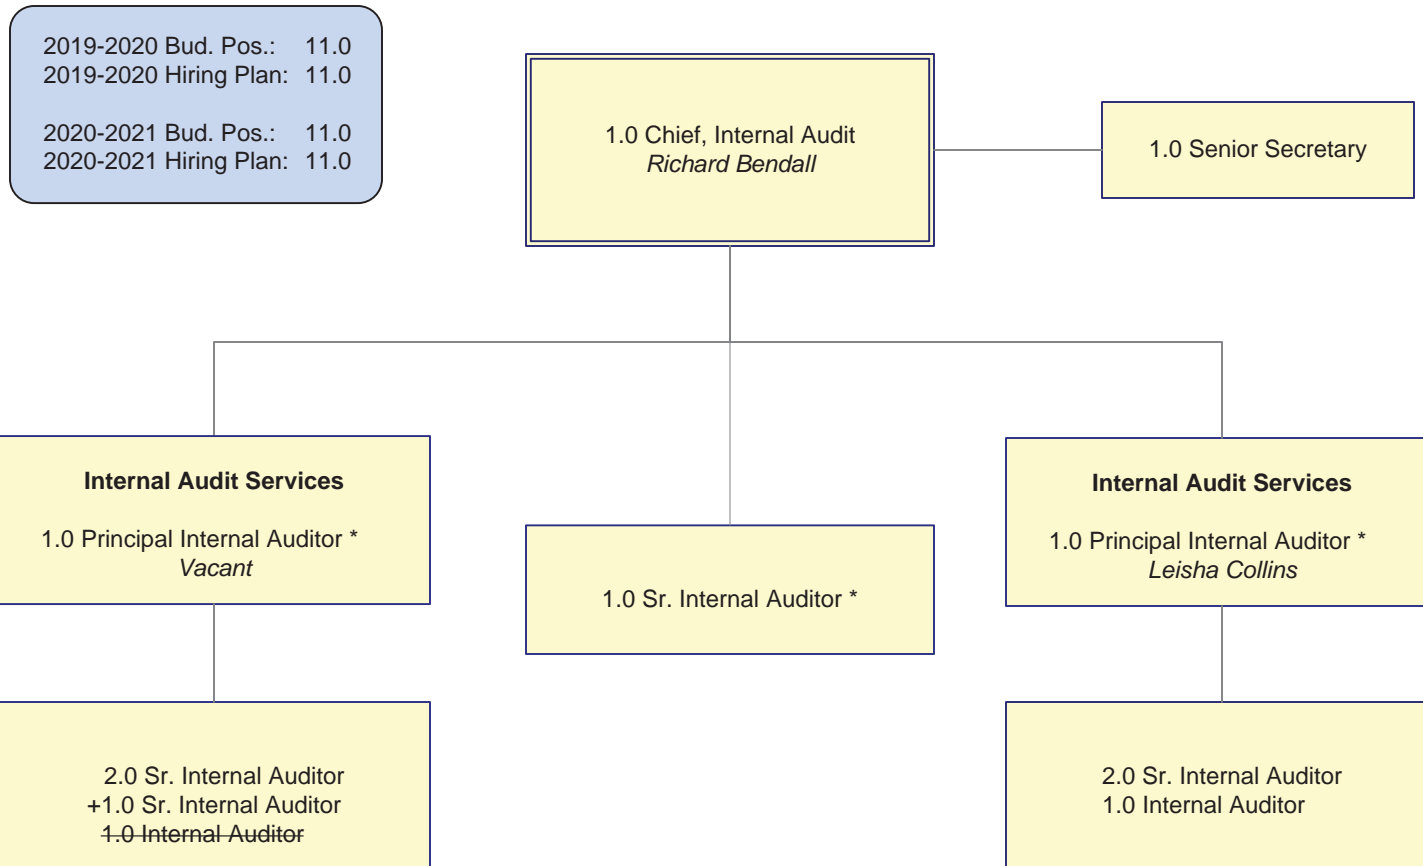 2019-2020 Bud. Pos.: 11.0
2019-2020 Hiring Plan: 11.0
2020-2021 Bud. Pos.: 11.0
2020-2021 Hiring Plan: 11.0
1.0 Chief, Internal Audit
Richard Bendall
1.0 Senior Secretary
Internal Audit Services
1.0 Principal Internal Auditor *
Vacant
1.0 Sr. Internal Auditor *
Internal Audit Services
1.0 Principal Internal Auditor *
Leisha Collins
2.0 Sr. Internal Auditor
+1.0 Sr. Internal Auditor
1.0 Internal Auditor
2.0 Sr. Internal Auditor
1.0 Internal Auditor